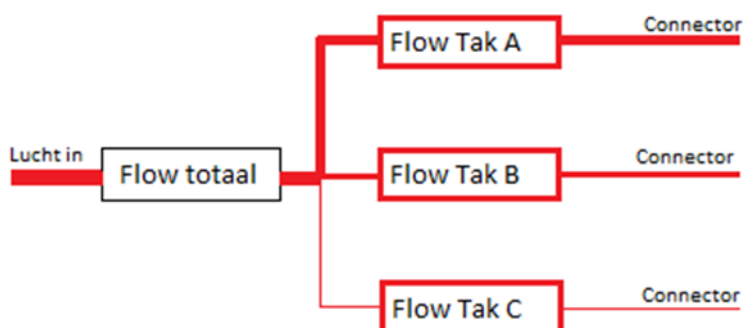 Connector
Flow Tak A
Lucht in
Flow totaal
Connector
Flow Tak B
Connector
Flow Tak C